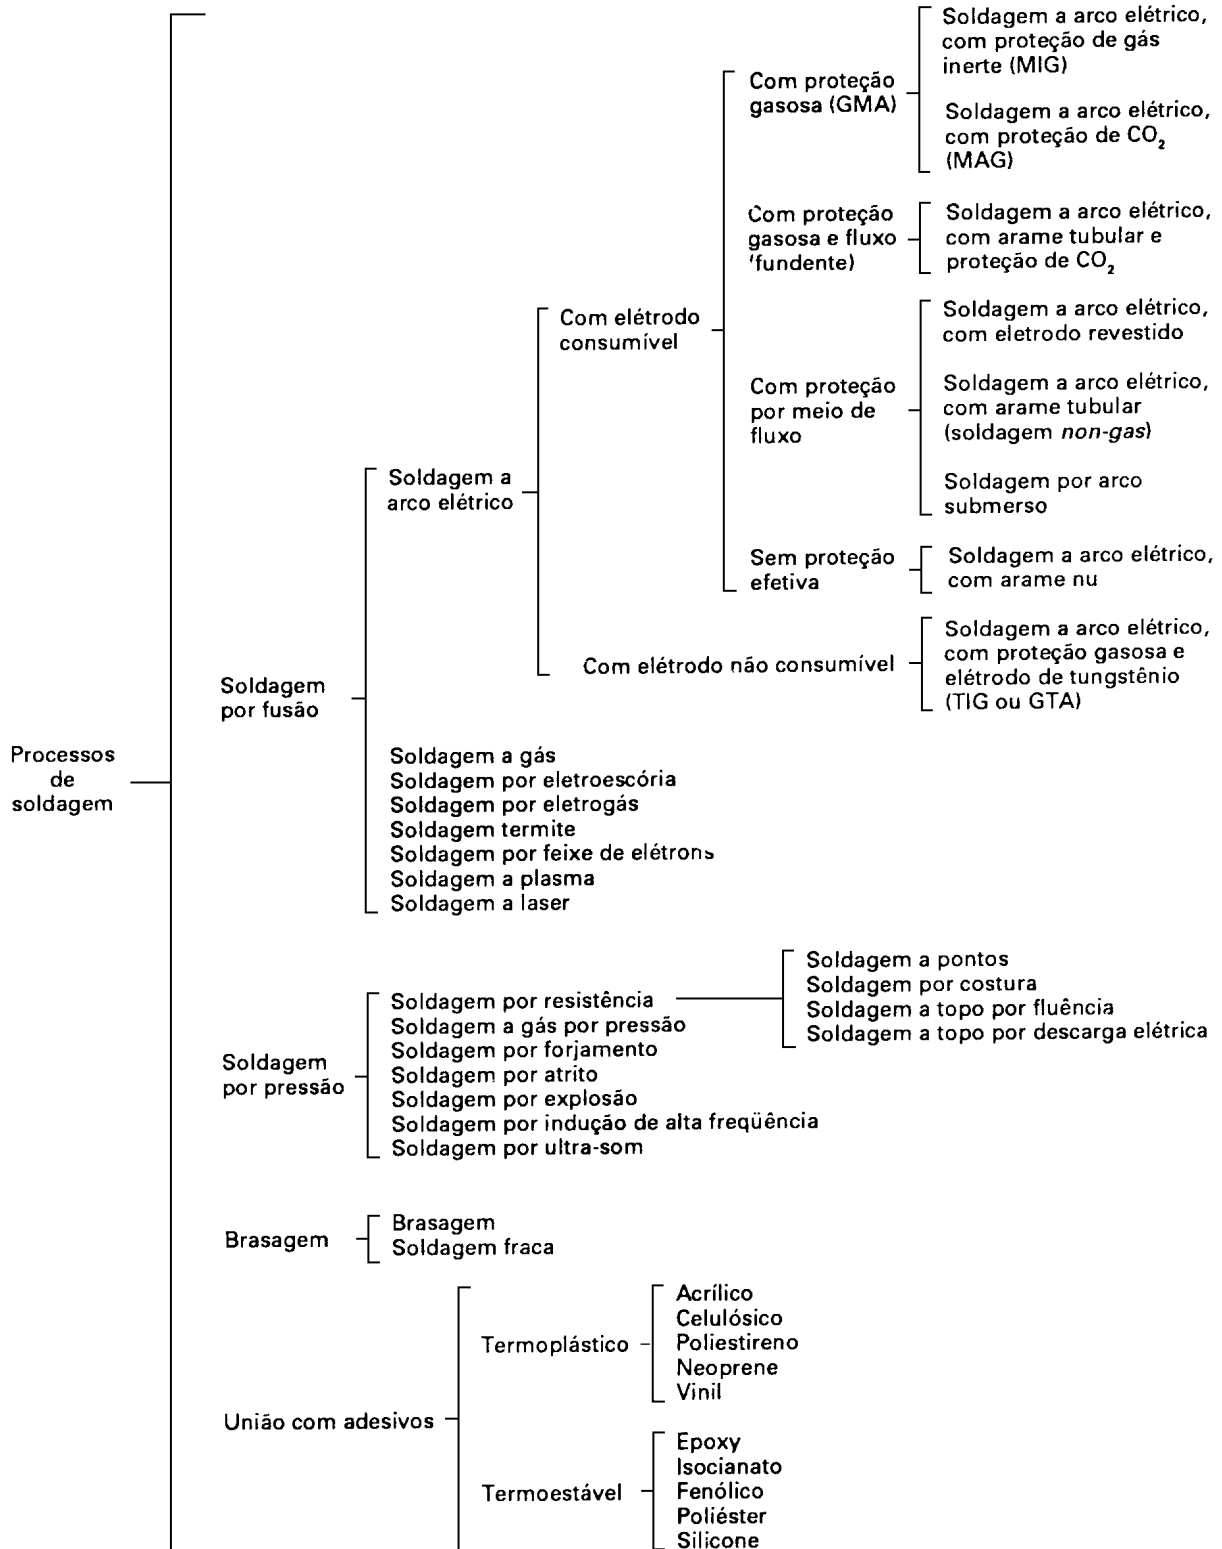 Soldagem a arco elétrico,
com proteção de gás
inerte (MIG)
Com proteção
gasosa (GMA)
Soldagem a arco elétrico,
com proteção de CO₂
(MAG)
Com proteção
gasosa e fluxo
(fundente)
Soldagem a arco elétrico,
com arame tubular e
proteção de CO₂
Com elétrodo
consumível
Soldagem a arco elétrico,
com eletrodo revestido
Com proteção
por meio de
fluxo
Soldagem a arco elétrico,
com arame tubular
(soldagem non-gas)
Soldagem por arco
submerso
Soldagem a
arco elétrico
Sem proteção
efetiva
Soldagem a arco elétrico,
com arame nu
Com elétrodo não consumível
Soldagem a arco elétrico,
com proteção gasosa e
elétrodo de tungstênio
(TIG ou GTA)
Soldagem
por fusão
Processos
de
soldagem
Soldagem a gás
Soldagem por eletroescória
Soldagem por eletrogás
Soldagem termite
Soldagem por feixe de elétrons
Soldagem a plasma
Soldagem a laser
Soldagem
por pressão
Soldagem por resistência
Soldagem a gás por pressão
Soldagem por forjamento
Soldagem por atrito
Soldagem por explosão
Soldagem por indução de alta freqüência
Soldagem por ultra-som
Soldagem a pontos
Soldagem por costura
Soldagem a topo por fluência
Soldagem a topo por descarga elétrica
Brasagem
Brasagem
Soldagem fraca
União com adesivos
Termoplástico
Acrílico
Celulósico
Poliestireno
Neoprene
Vinil
Termoestável
Epoxy
Isocianato
Fenólico
Poliéster
Silicone